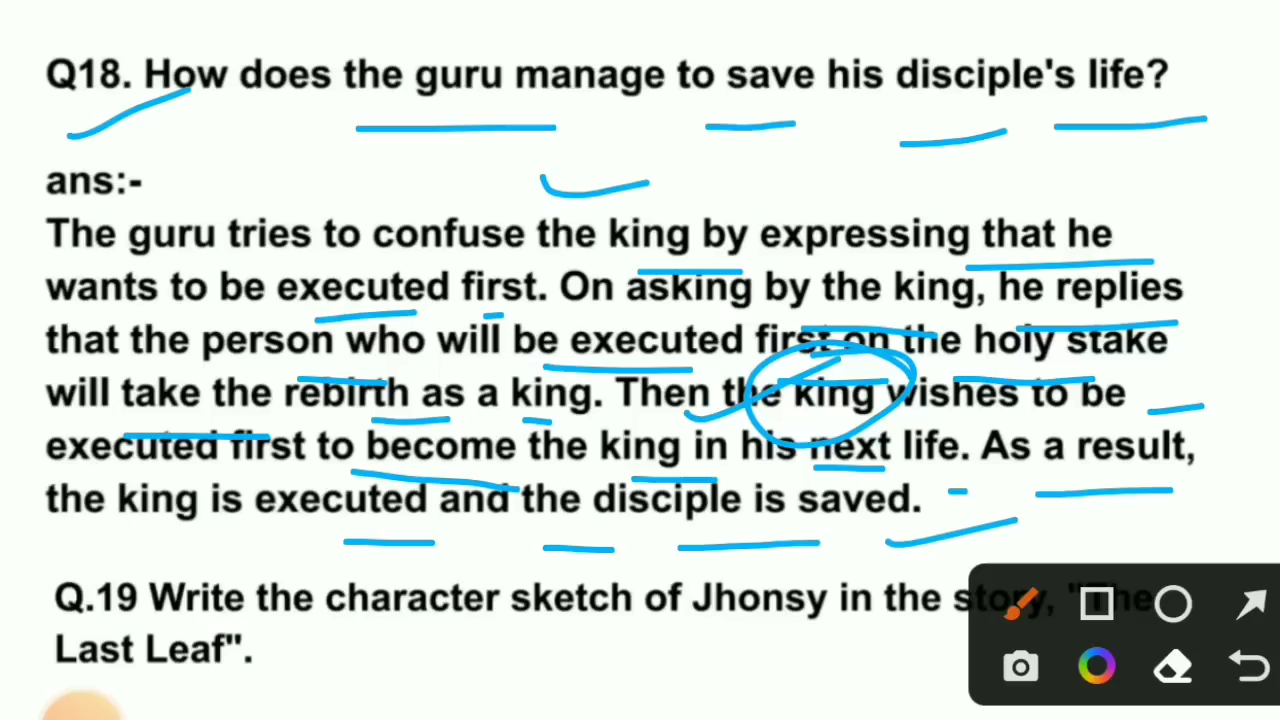 Q18. How does the guru manage to save his disciple's life?
ans:-
The guru tries to confuse the king by expressing that he
wants to be executed first. On asking by the king, he replies
that the person who will be executed first on the holy stake
will take the rebirth as a king. Then the king wishes to be
executed first to become the king in his next life. As a result,
the king is executed and the disciple is saved.
Q.19 Write the character sketch of Jhonsy in the story, "The
Last Leaf".